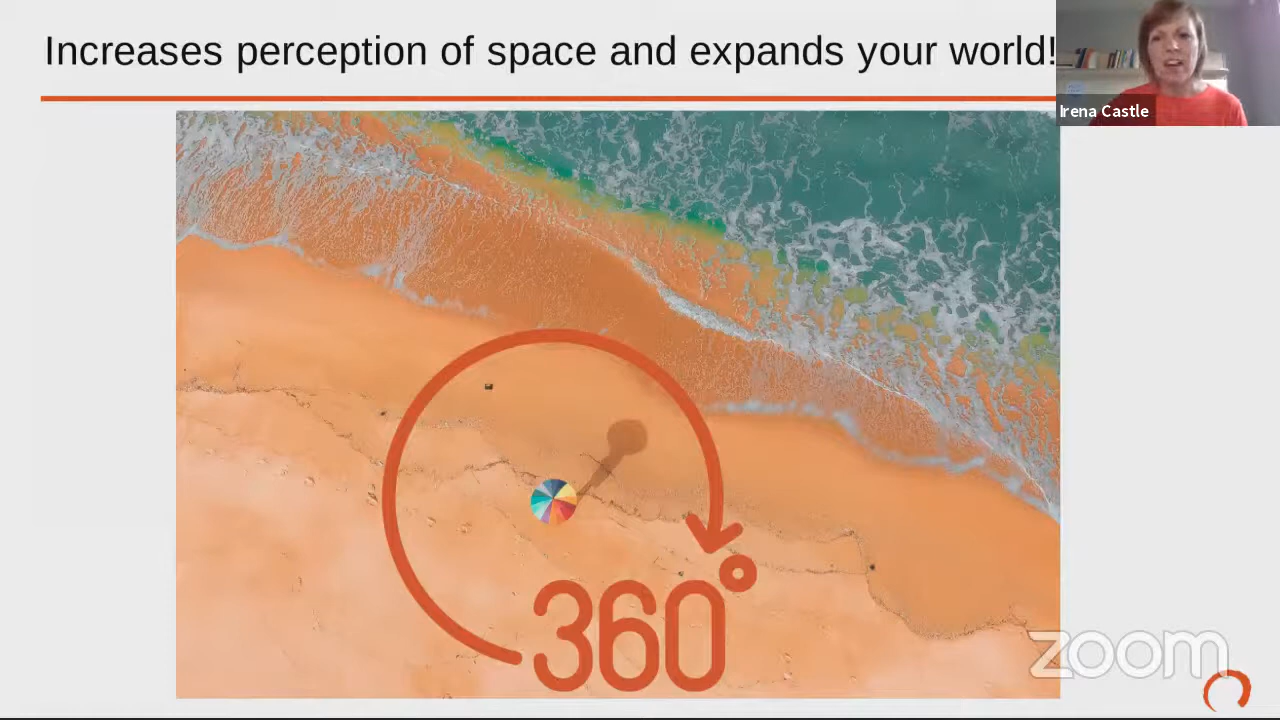 Increases perception of space and expands your world!
Irena Castle
360°
zoom